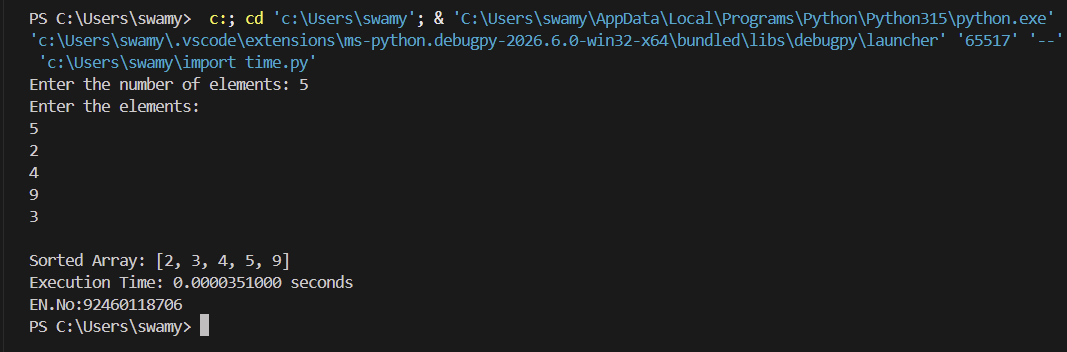 PS C:\Users\swamy>  c:; cd 'c:\Users\swamy'; & 'C:\Users\swamy\AppData\Local\Programs\Python\Python315\python.exe'
'c:\Users\swamy\.vscode\extensions\ms-python.debugpy-2026.6.0-win32-x64\bundled\libs\debugpy\launcher' '65517' '--'
 'c:\Users\swamy\import time.py'
Enter the number of elements: 5
Enter the elements:
5
2
4
9
3
Sorted Array: [2, 3, 4, 5, 9]
Execution Time: 0.0000351000 seconds
EN.No:92460118706
PS C:\Users\swamy>